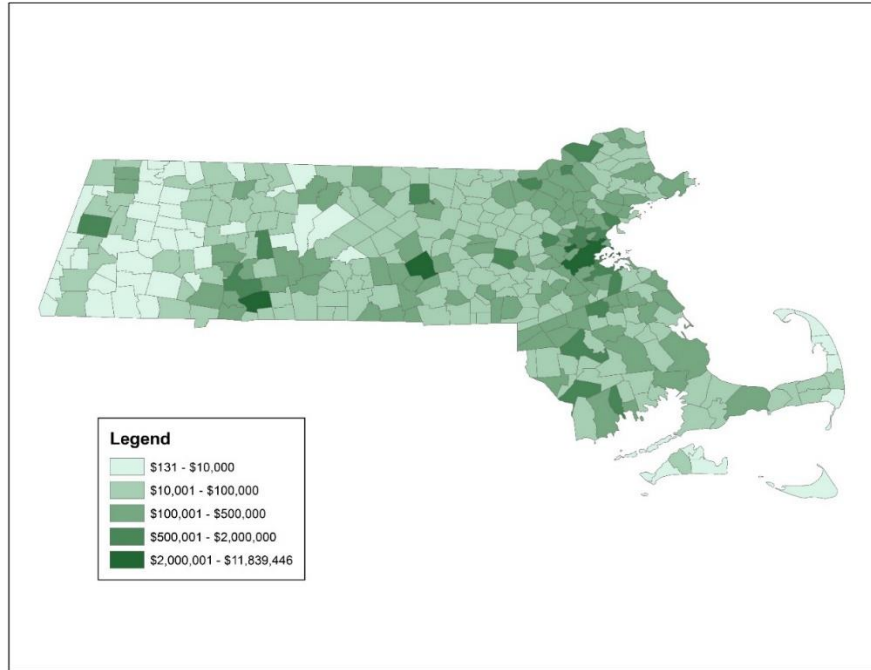 Legend
$131 - $10,000
$10,001 - $100,000
$100,001 - $500,000
$500,001 - $2,000,000
$2,000,001 - $11,839,446